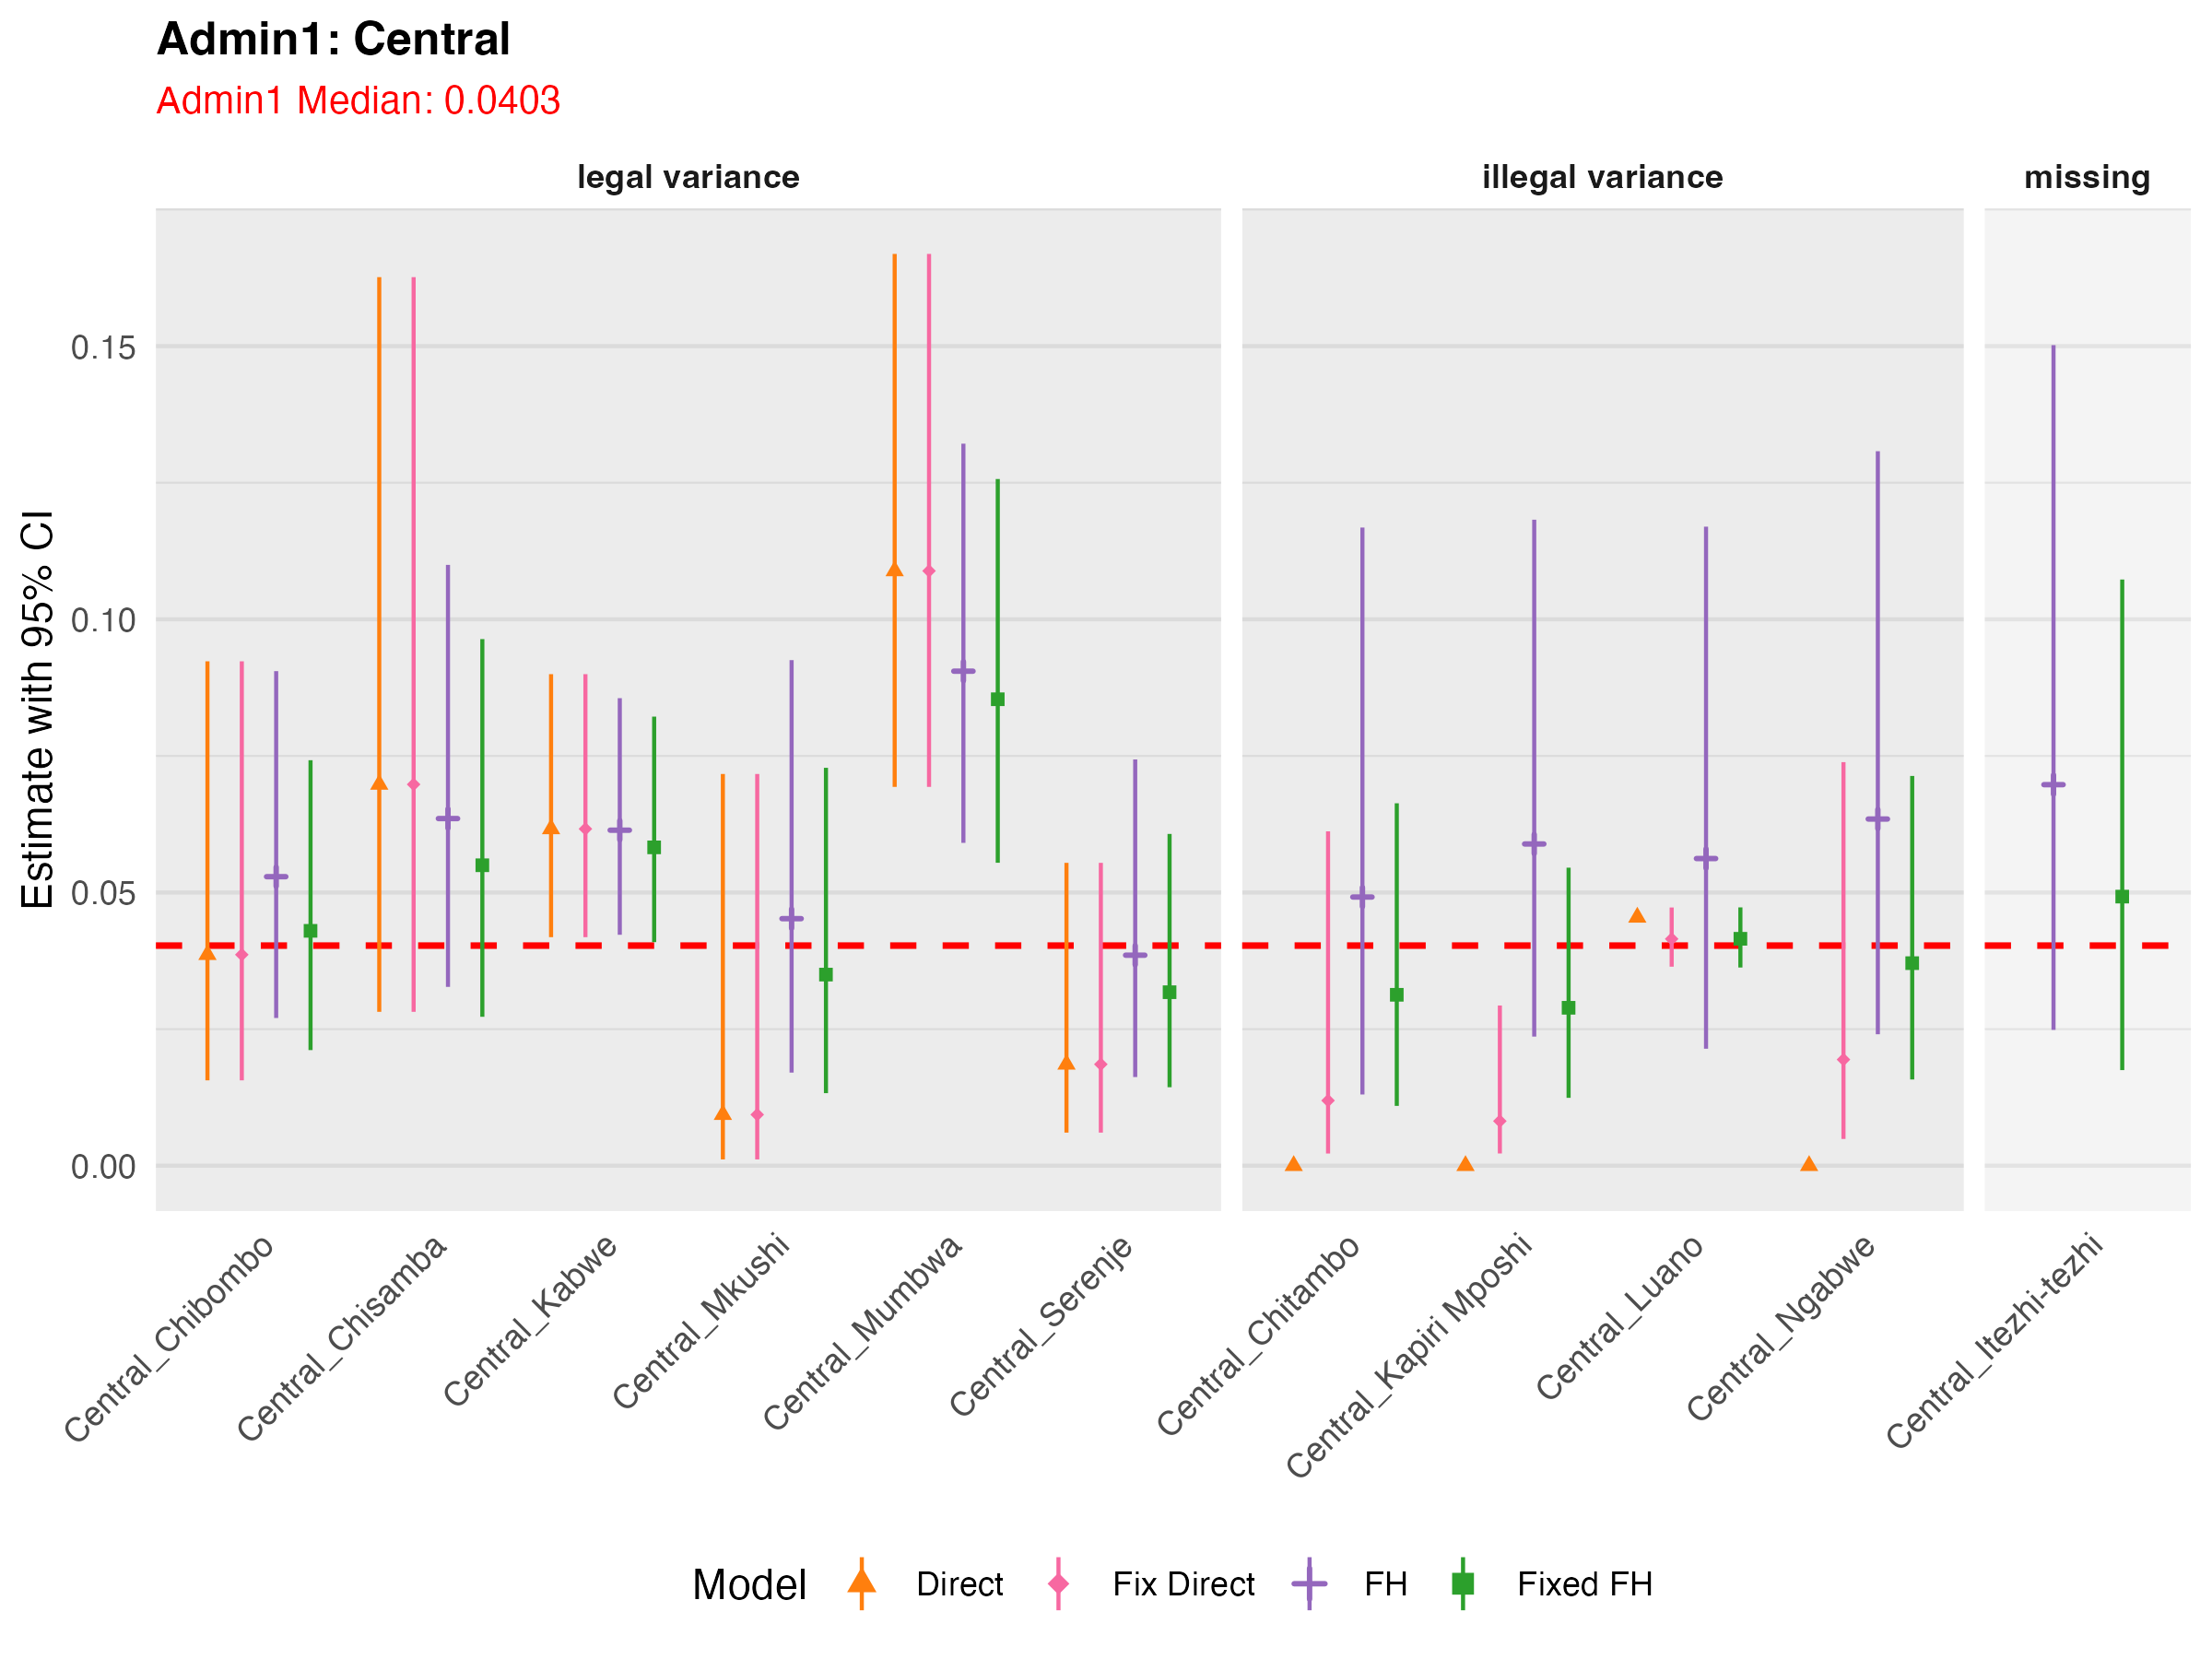 Admin1: Central
Admin1 Median: 0.0403
legal variance
illegal variance
missing
Estimate with 95% CI
0.15
0.10
0.05
0.00
Central_Chibombo
Central_Chisamba
Central_Kabwe
Central_Mkushi
Central_Mumbwa
Central_Serenje
Central_Chitambo
Central_Kapiri Mposhi
Central_Luano
Central_Ngabwe
Central_Itezhi-tezhi
Model Direct Fix Direct FH Fixed FH